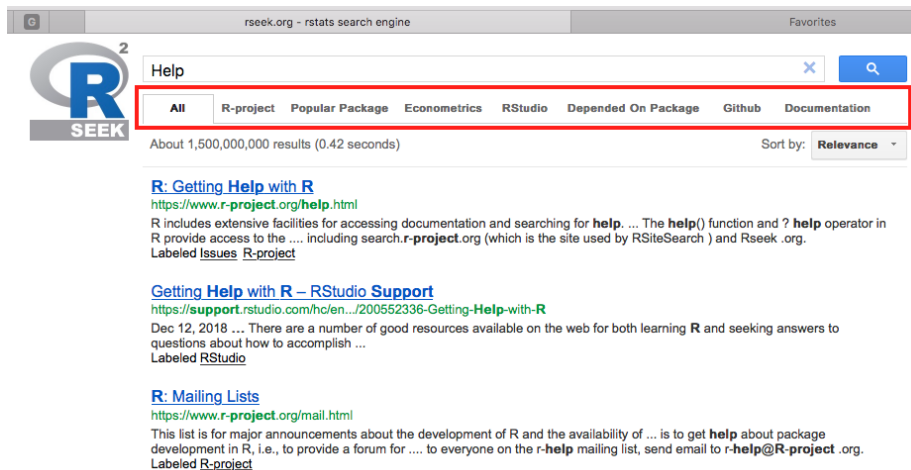 G
rseek.org - rstats search engine
Favorites
R 2
SEEK
Help
All R-project Popular Package Econometrics RStudio Depended On Package Github Documentation
About 1,500,000,000 results (0.42 seconds)
Sort by: Relevance
R: Getting Help with R
https://www.r-project.org/help.html
R includes extensive facilities for accessing documentation and searching for help. ... The help() function and ? help operator in
R provide access to the .... including search.r-project.org (which is the site used by RSiteSearch ) and Rseek .org.
Labeled Issues R-project
Getting Help with R – RStudio Support
https://support.rstudio.com/hc/en.../200552336-Getting-Help-with-R
Dec 12, 2018 ... There are a number of good resources available on the web for both learning R and seeking answers to
questions about how to accomplish ...
Labeled RStudio
R: Mailing Lists
https://www.r-project.org/mail.html
This list is for major announcements about the development of R and the availability of ... is to get help about package
development in R, i.e., to provide a forum for .... to everyone on the r-help mailing list, send email to r-help@R-project .org.
Labeled R-project